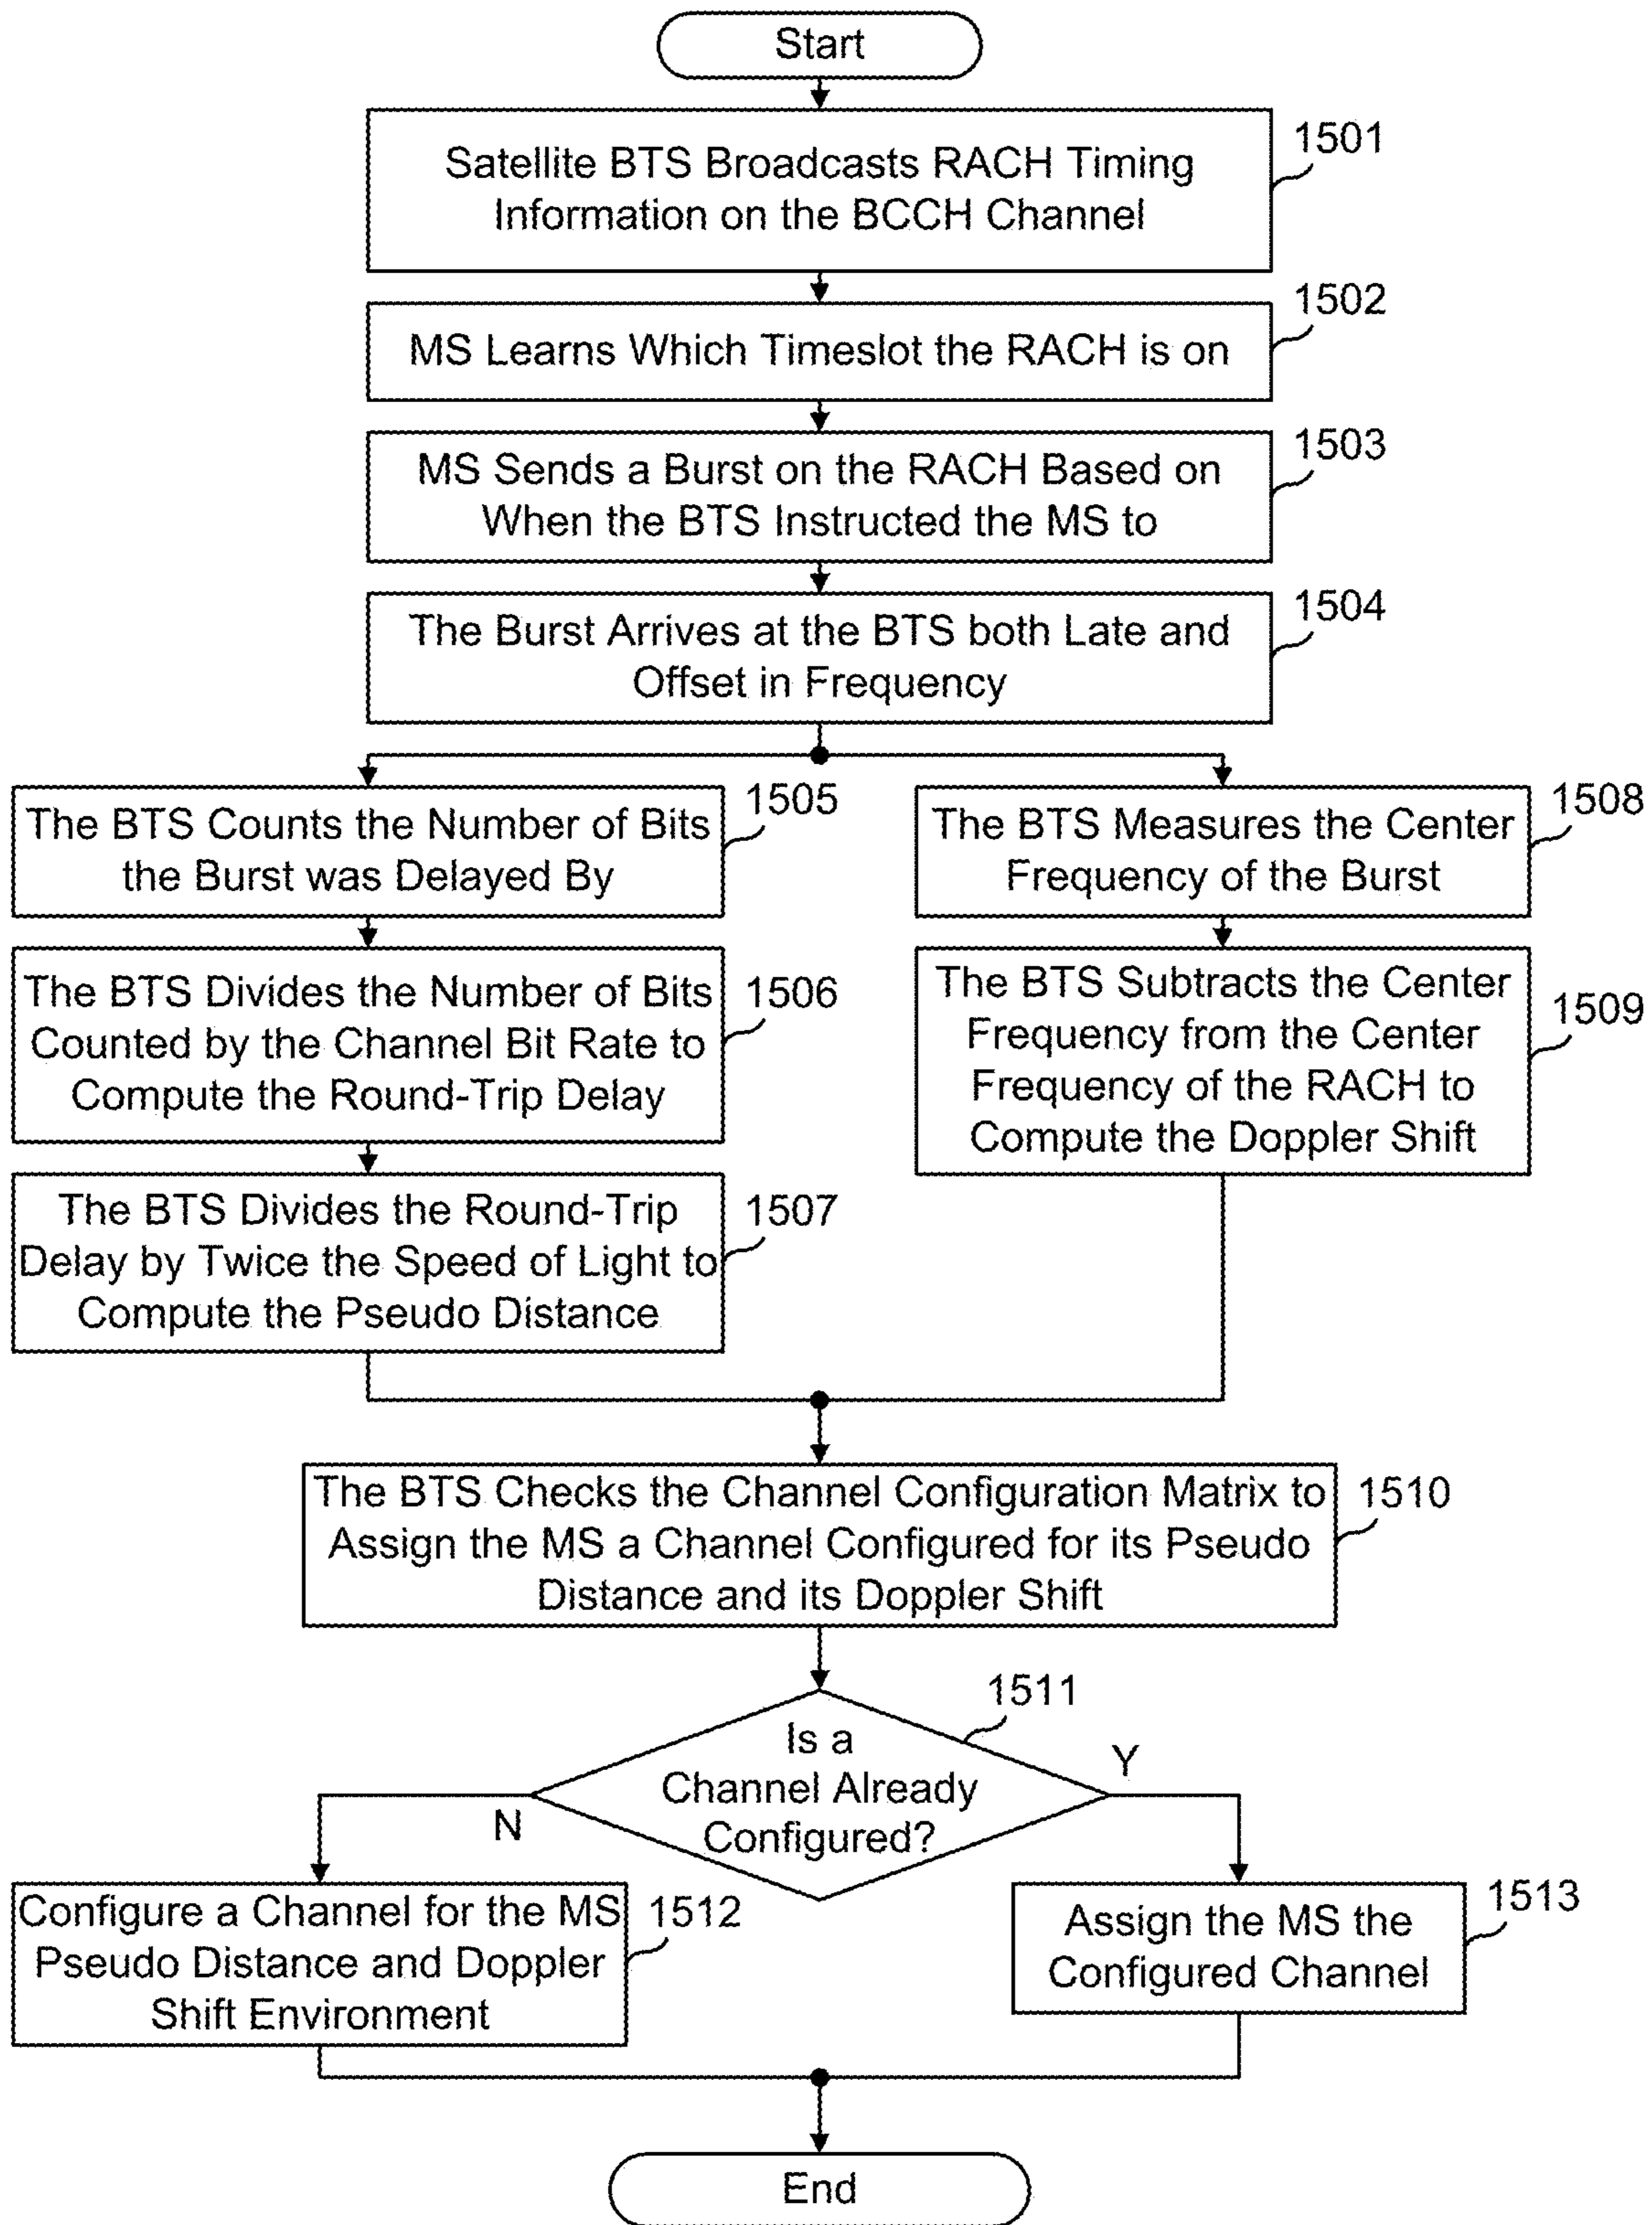 Start
Satellite BTS Broadcasts RACH Timing
Information on the BCCH Channel
1501
MS Learns Which Timeslot the RACH is on
1502
MS Sends a Burst on the RACH Based on
When the BTS Instructed the MS to
1503
The Burst Arrives at the BTS both Late and
Offset in Frequency
1504
The BTS Counts the Number of Bits
the Burst was Delayed By
1505
The BTS Divides the Number of Bits
Counted by the Channel Bit Rate to
Compute the Round-Trip Delay
1506
The BTS Divides the Round-Trip
Delay by Twice the Speed of Light to
Compute the Pseudo Distance
1507
The BTS Measures the Center
Frequency of the Burst
1508
The BTS Subtracts the Center
Frequency from the Center
Frequency of the RACH to
Compute the Doppler Shift
1509
The BTS Checks the Channel Configuration Matrix to
Assign the MS a Channel Configured for its Pseudo
Distance and its Doppler Shift
1510
Is a
Channel Already
Configured?
1511
N
Y
Configure a Channel for the MS
Pseudo Distance and Doppler
Shift Environment
1512
Assign the MS the
Configured Channel
1513
End